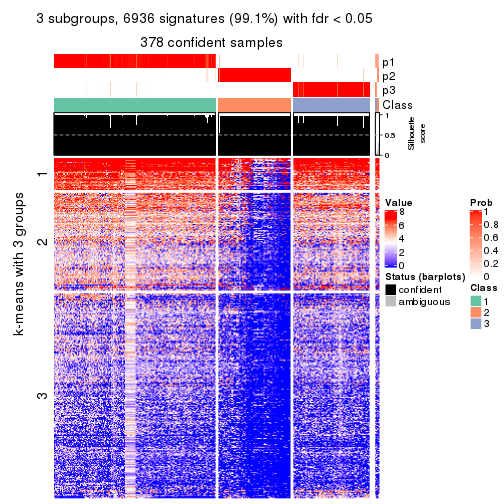 3 subgroups, 6936 signatures (99.1%) with fdr < 0.05
378 confident samples
p1
p2
p3
Class
1
0.5
0
Silhouette
score
k-means with 3 groups
1
2
3
Value
8
6
4
2
0
Status (barplots)
confident
ambiguous
Prob
1
0.8
0.6
0.4
0.2
0
Class
1
2
3